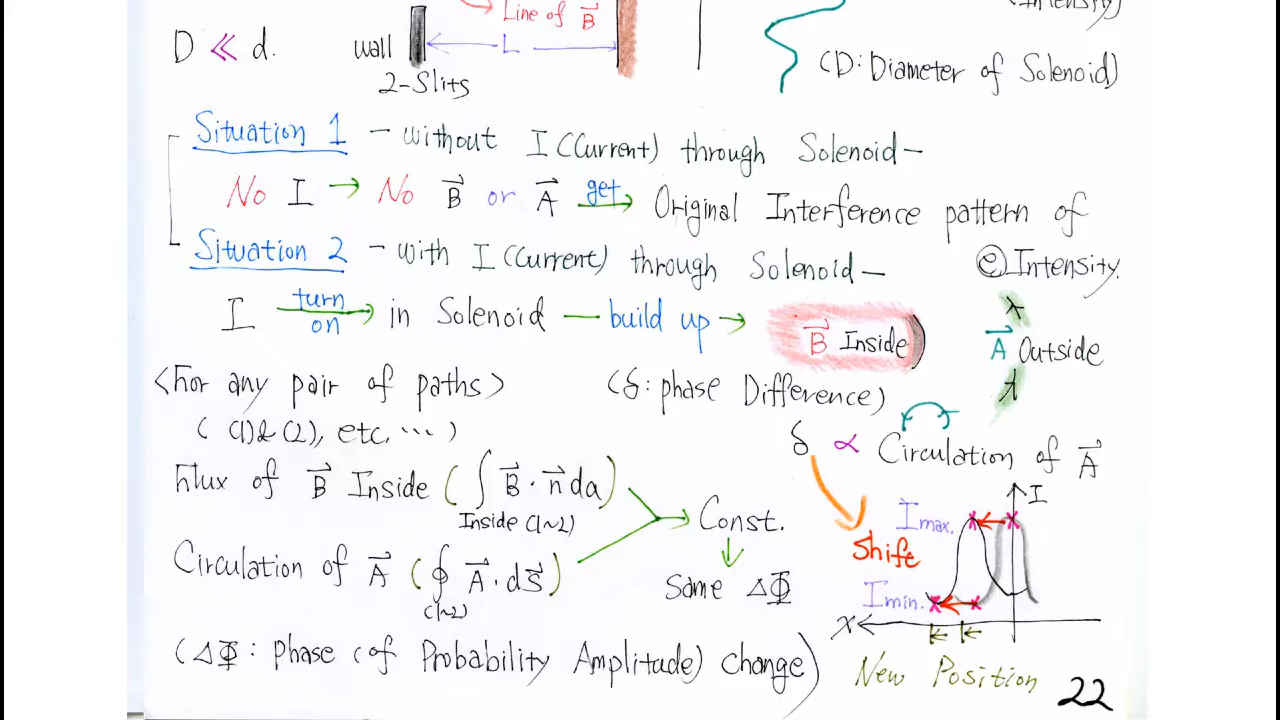 Line of B⃗
Intensity)
D ≪ d.
wall
L
2-Slits
(D: Diameter of Solenoid)
Situation 1 – without I (Current) through Solenoid –
No I → No B⃗ or A⃗ get→ Original Interference pattern of
e Intensity.
Situation 2 – with I (Current) through Solenoid –
I turn on → in Solenoid — build up → B⃗ Inside)
A⃗ Outside
<For any pair of paths>
(δ: phase Difference)
( (1)&(2), etc. ⋯ )
δ ∝ Circulation of A⃗
Flux of B⃗ Inside (∫ B⃗ · n⃗ da)
Inside (1~2)
→ Const.
Circulation of A⃗ (∮ A⃗ · ds⃗)
(1~2)
Same ΔΦ
Shift
I
Imax.
Imin.
x
(ΔΦ: Phase (of Probability Amplitude) change)
New Position
22